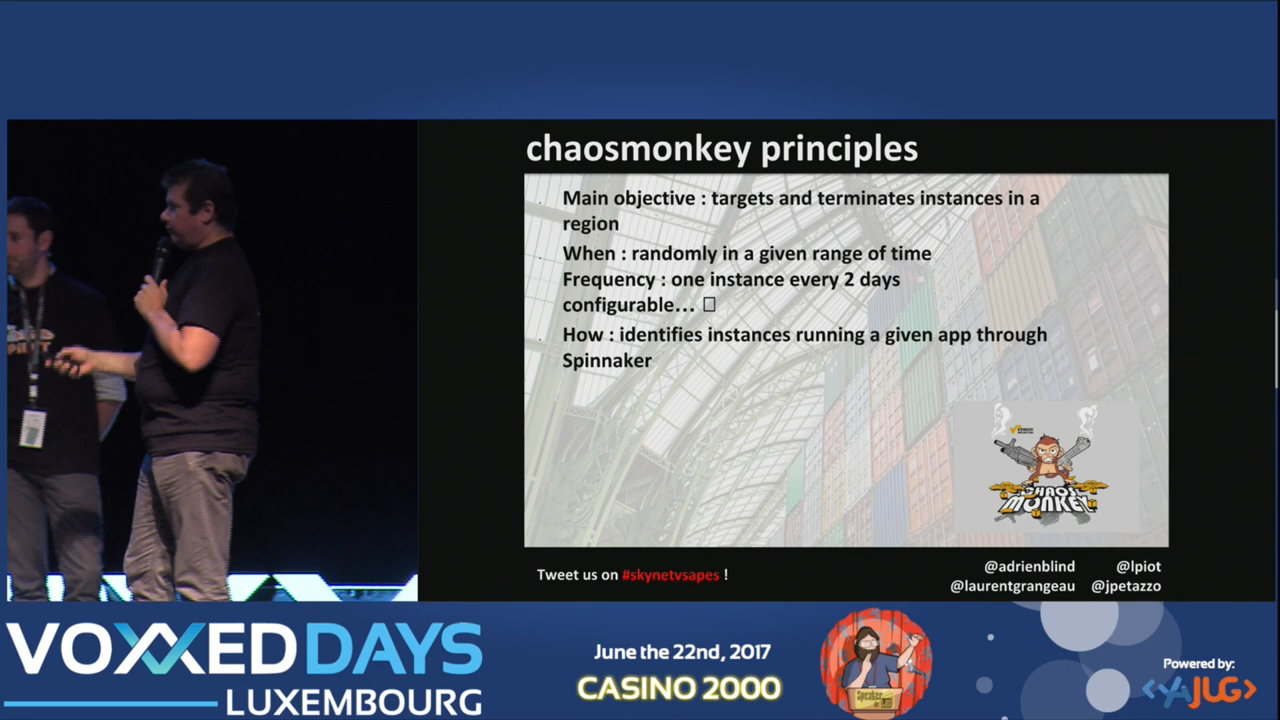 chaosmonkey principles
Main objective : targets and terminates instances in a
region
When : randomly in a given range of time
Frequency : one instance every 2 days
configurable…
How : identifies instances running a given app through
Spinnaker
CHAOS
MONKEY
Tweet us on #skynetvsapes !
@adrienblind @lpiot
@laurentgrangeau @jpetazzo
VOXXED DAYS
LUXEMBOURG
June the 22nd, 2017
CASINO 2000
Speaker
Powered by:
<YAJUG>